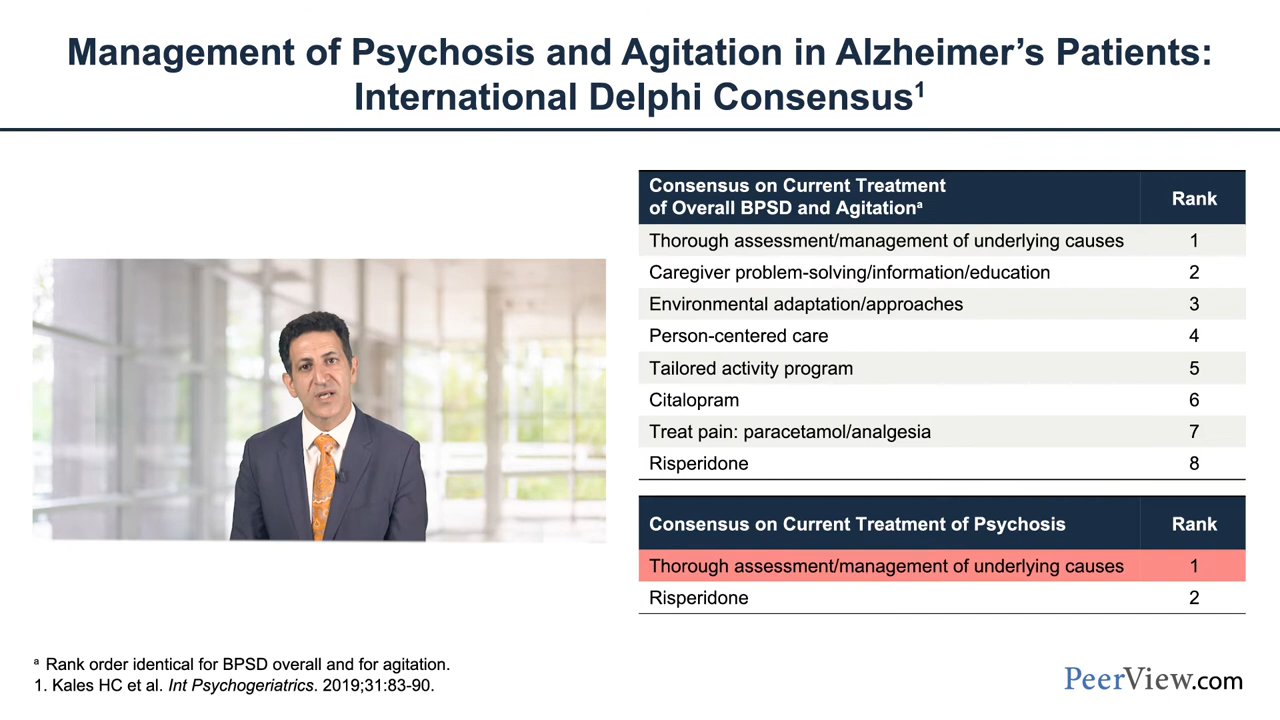 Management of Psychosis and Agitation in Alzheimer’s Patients:
International Delphi Consensus¹
Consensus on Current Treatment
of Overall BPSD and Agitationᵃ Rank
Thorough assessment/management of underlying causes 1
Caregiver problem-solving/information/education 2
Environmental adaptation/approaches 3
Person-centered care 4
Tailored activity program 5
Citalopram 6
Treat pain: paracetamol/analgesia 7
Risperidone 8
Consensus on Current Treatment of Psychosis Rank
Thorough assessment/management of underlying causes 1
Risperidone 2
ᵃ Rank order identical for BPSD overall and for agitation.
1. Kales HC et al. Int Psychogeriatrics. 2019;31:83-90.
PeerView.com